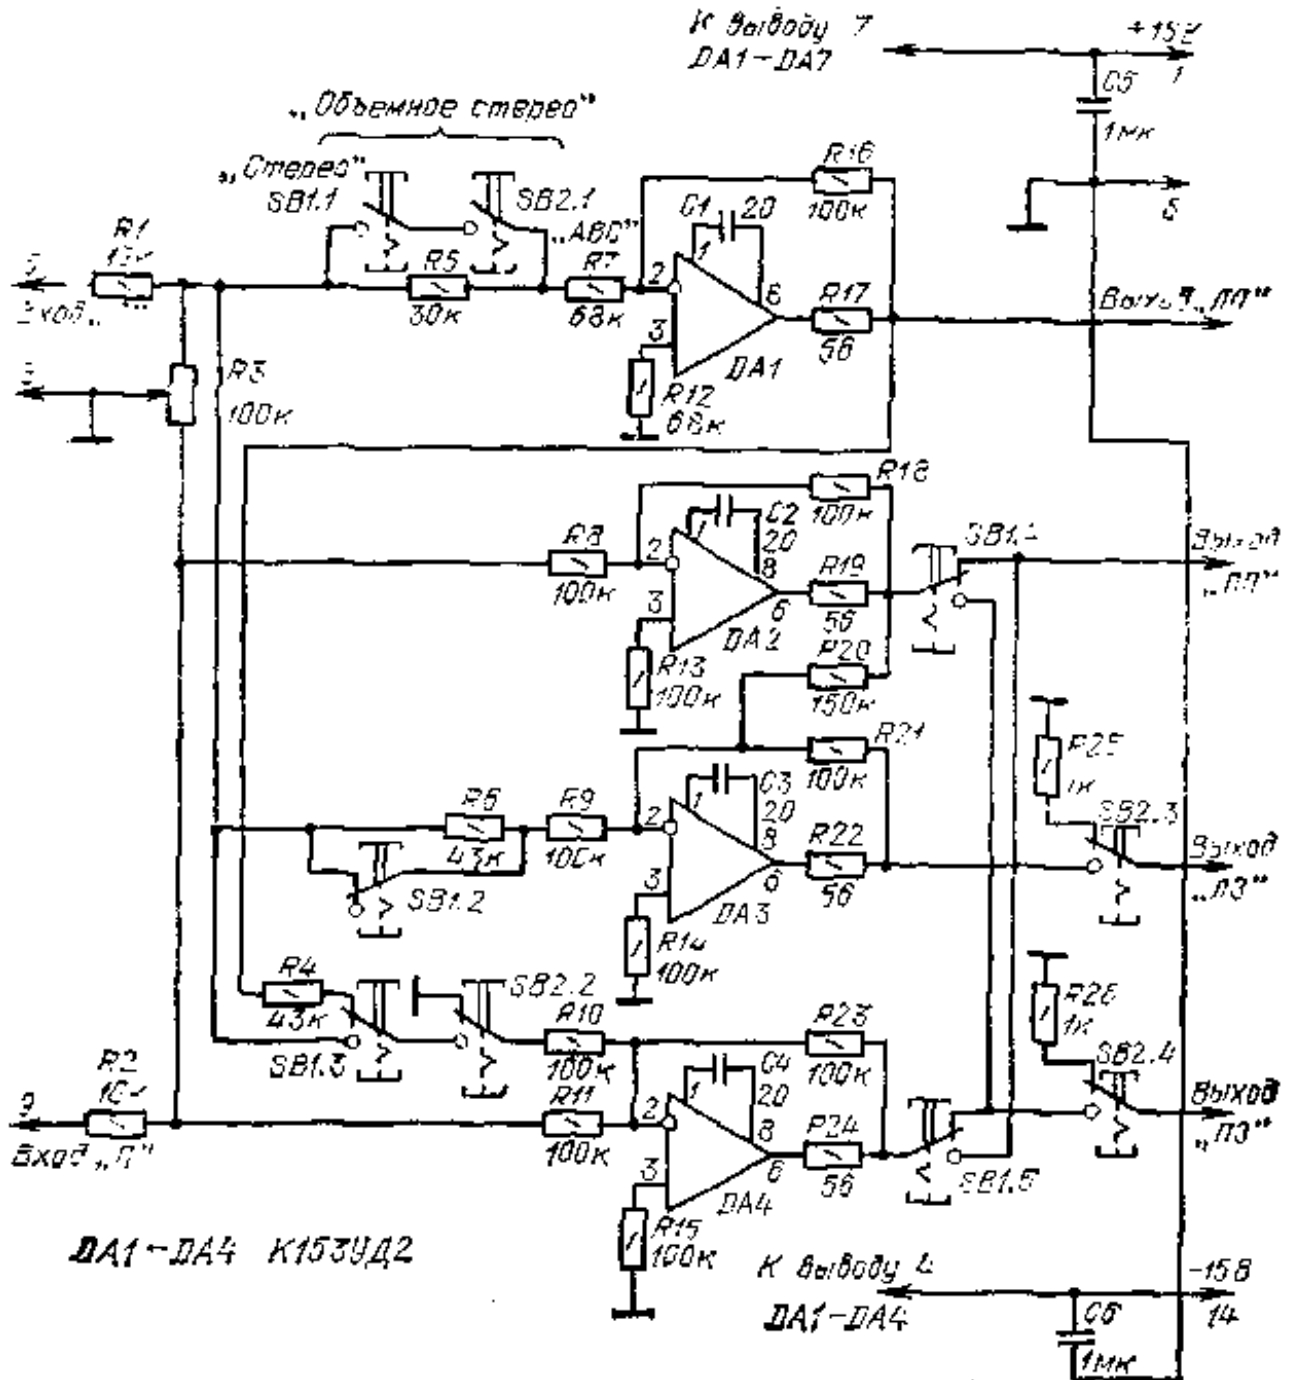 К выводу 7
DA1-DA7
+15В
1
C5
1мк
6
„Объемное стерео"
„Стерео"
SB1.1
SB2.1
„АВС"
R1
5
R5
30к
R7
68к
2
3
C1
20
1
8
DA1
R16
100к
R17
56
Выход „ЛП"
R3
100к
R12
68к
R18
100к
R8
100к
2
3
C2
20
1
8
6
DA2
R19
56
SB1.4
Выход
„ПП"
R13
100к
R20
150к
R21
100к
R25
1к
R6
43к
R9
100к
2
3
C3
20
1
8
6
DA3
R22
56
SB2.3
Выход
„ЛЗ"
SB1.2
R14
100к
R4
43к
SB1.3
SB2.2
R10
100к
R23
100к
R26
1к
SB2.4
R2
10к
9
Вход „П"
R11
100к
2
3
C4
20
1
8
6
DA4
R24
56
SB1.5
Выход
„ПЗ"
R15
100к
DA1-DA4 К153УД2
К выводу 4
DA1-DA4
-15В
14
C6
1мк